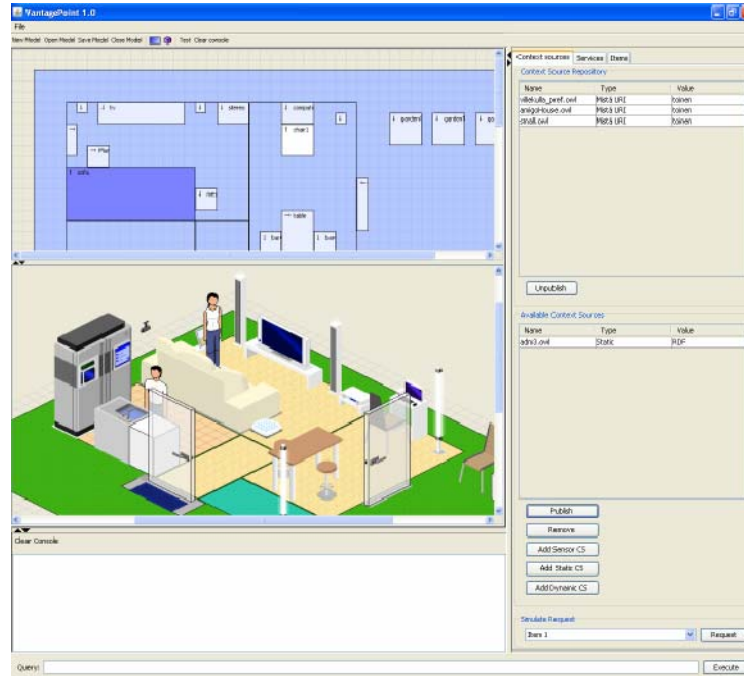 VantagePoint 1.0
File
New Model Open Model Save Model Close Model Test Clear console
tv
stereo
sofa
table
Context sources Services Items
Context Source Repository
Name Type Value
villekulla_pref.owl Mistä URI toinen
amigoHouse.owl Mistä URI toinen
small.owl Mistä URI toinen
Unpublish
Available Context Sources
Name Type Value
adni3.owl Static RDF
Publish
Remove
Add Sensor CS
Add Static CS
Add Dynamic CS
Simulate Request
Item 1 Request
Clear Console
Query: Execute